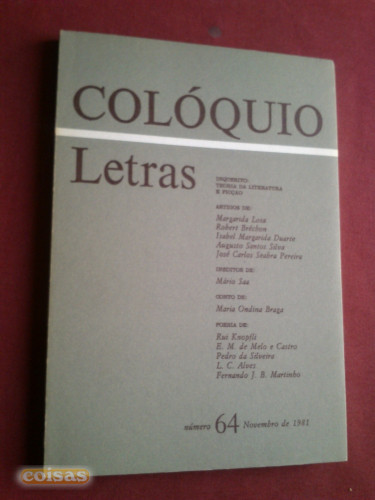 COLÓQUIO
Letras
INQUÉRITO:
TEORIA DA LITERATURA
E FICÇÃO
ARTIGOS DE:
Margarida Losa
Robert Bréchon
Isabel Margarida Duarte
Augusto Santos Silva
José Carlos Seabra Pereira
INÉDITOS DE:
Mário Saa
CONTO DE:
Maria Ondina Braga
POESIA DE:
Rui Knopfli
E. M. de Melo e Castro
Pedro da Silveira
L. C. Alves
Fernando J. B. Martinho
número 64 Novembro de 1981
coisas